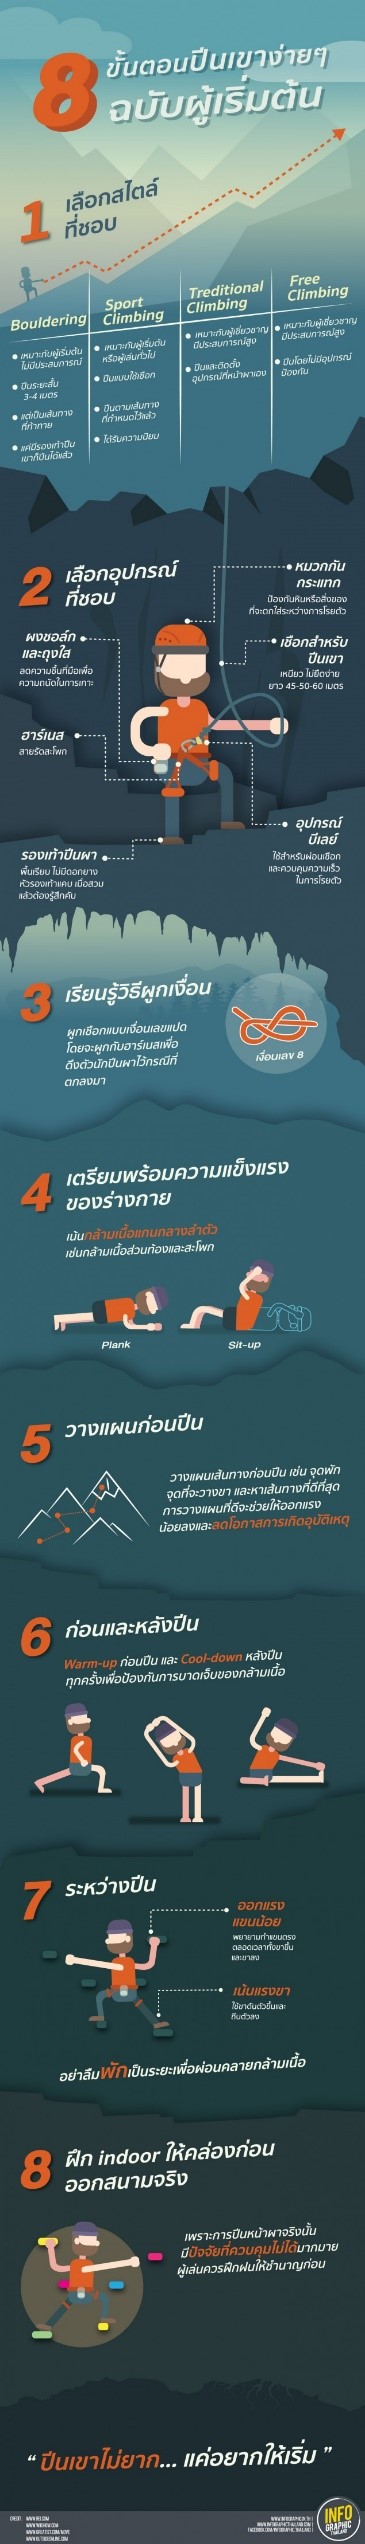 8
ขั้นตอนปีนเขาง่ายๆ
ฉบับผู้เริ่มต้น
1
เลือกสไตล์
ที่ชอบ
Bouldering
เหมาะกับผู้เริ่มต้น
ไม่มีประสบการณ์
ปีนระยะสั้น
3-4 เมตร
แต่เป็นเส้นทาง
ที่ท้าทาย
แค่มีรองเท้าปีน
เขาก็ปีนได้แล้ว
Sport
Climbing
เหมาะกับผู้เริ่มต้น
หรือผู้เล่นทั่วไป
ปีนแบบใช้เชือก
ปีนตามเส้นทาง
ที่กำหนดไว้แล้ว
ได้รับความนิยม
Treditional
Climbing
เหมาะกับผู้เชี่ยวชาญ
มีประสบการณ์สูง
ปีนและติดตั้ง
อุปกรณ์ที่หน้าผาเอง
Free
Climbing
เหมาะกับผู้เชี่ยวชาญ
มีประสบการณ์สูง
ปีนโดยไม่มีอุปกรณ์
ป้องกัน
2
เลือกอุปกรณ์
ที่ชอบ
หมวกกัน
กระแทก
ป้องกันหินหรือสิ่งของ
ที่จะตกใส่ระหว่างการโรยตัว
ผงชอล์ก
และถุงใส่
ลดความชื้นที่มือเพื่อ
ความถนัดในการเกาะ
เชือกสำหรับ
ปีนเขา
เหนียว ไม่ยืดง่าย
ยาว 45-50-60 เมตร
ฮาร์เนส
สายรัดสะโพก
อุปกรณ์
บีเลย์
ใช้สำหรับผ่อนเชือก
และควบคุมความเร็ว
ในการโรยตัว
รองเท้าปีนผา
พื้นเรียบ ไม่มีดอกยาง
หัวรองเท้าแคบ เมื่อสวม
แล้วต้องรู้สึกคับ
3
เรียนรู้วิธีผูกเงื่อน
ผูกเชือกแบบเงื่อนเลขแปด
โดยจะผูกกับฮาร์เนสเพื่อ
ดึงตัวนักปีนผาไว้กรณีที่
ตกลงมา
เงื่อนเลข 8
4
เตรียมพร้อมความแข็งแรง
ของร่างกาย
เน้นกล้ามเนื้อแกนกลางลำตัว
เช่นกล้ามเนื้อส่วนท้องและสะโพก
Plank
Sit-up
5
วางแผนก่อนปีน
วางแผนเส้นทางก่อนปีน เช่น จุดพัก
จุดที่จะวางขา และหาเส้นทางที่ดีที่สุด
การวางแผนที่ดีจะช่วยให้ออกแรง
น้อยลงและลดโอกาสการเกิดอุบัติเหตุ
6
ก่อนและหลังปีน
Warm-up ก่อนปีน และ Cool-down หลังปีน
ทุกครั้งเพื่อป้องกันการบาดเจ็บของกล้ามเนื้อ
7
ระหว่างปีน
ออกแรง
แขนน้อย
พยายามทำแขนตรง
ตลอดเวลาทั้งขาขึ้น
และขาลง
เน้นแรงขา
ใช้ขาดันตัวขึ้นและ
ทิ้งตัวลง
อย่าลืมพักเป็นระยะเพื่อผ่อนคลายกล้ามเนื้อ
8
ฝึก indoor ให้คล่องก่อน
ออกสนามจริง
เพราะการปีนหน้าผาจริงนั้น
มีปัจจัยที่ควบคุมไม่ได้มากมาย
ผู้เล่นควรฝึกฝนให้ชำนาญก่อน
“ ปีนเขาไม่ยาก... แค่อยากให้เริ่ม ”
INFO
GRAPHIC
THAILAND